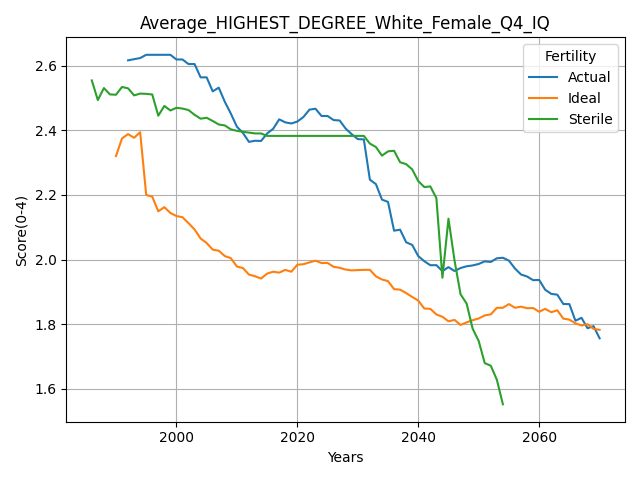 Average_HIGHEST_DEGREE_White_Female_Q4_IQ
Fertility
Actual
Ideal
Sterile
Score(0-4)
2.6
2.4
2.2
2.0
1.8
1.6
2000
2020
2040
2060
Years